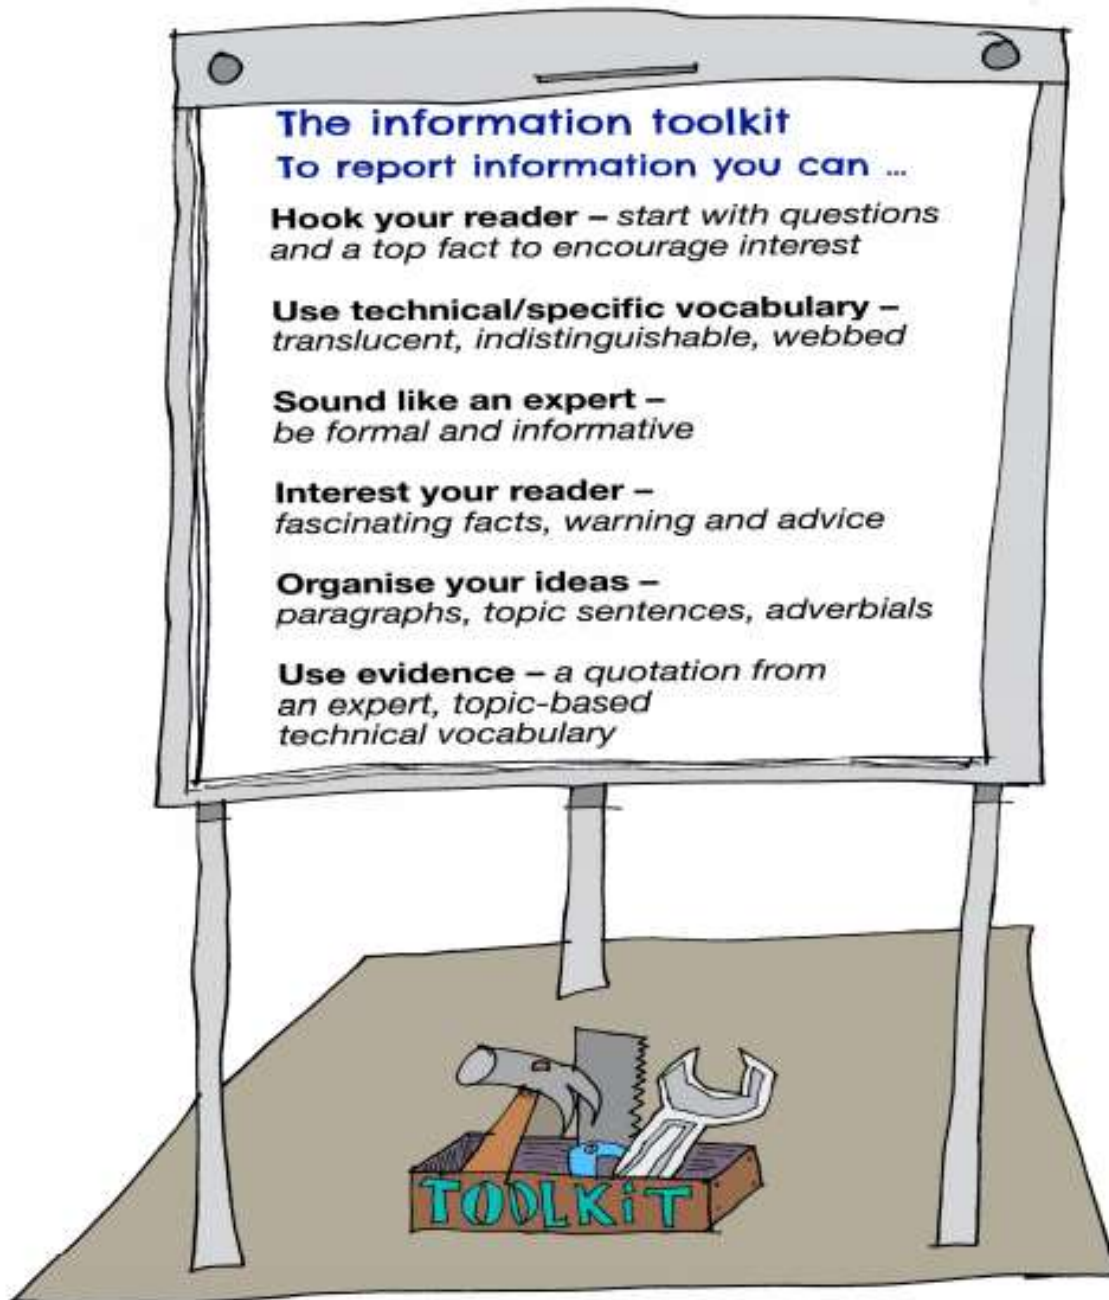 The information toolkit
To report information you can ...
Hook your reader – start with questions
and a top fact to encourage interest
Use technical/specific vocabulary –
translucent, indistinguishable, webbed
Sound like an expert –
be formal and informative
Interest your reader –
fascinating facts, warning and advice
Organise your ideas –
paragraphs, topic sentences, adverbials
Use evidence – a quotation from
an expert, topic-based
technical vocabulary
TOOLKiT